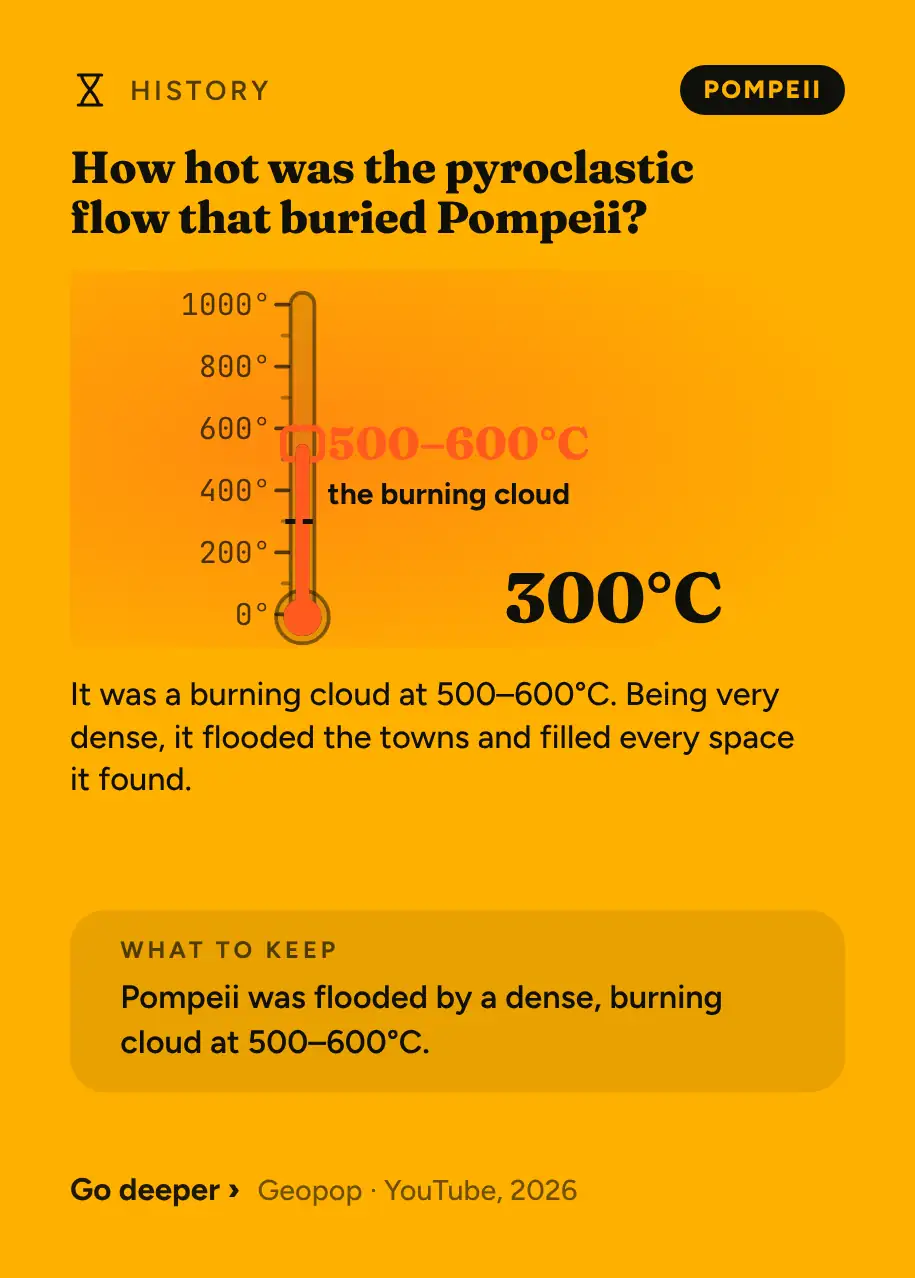 HISTORY
POMPEII
How hot was the pyroclastic
flow that buried Pompeii?
1000°
800°
600°
500–600°C
400°
the burning cloud
200°
300°C
0°
It was a burning cloud at 500–600°C. Being very
dense, it flooded the towns and filled every space
it found.
WHAT TO KEEP
Pompeii was flooded by a dense, burning
cloud at 500–600°C.
Go deeper › Geopop · YouTube, 2026